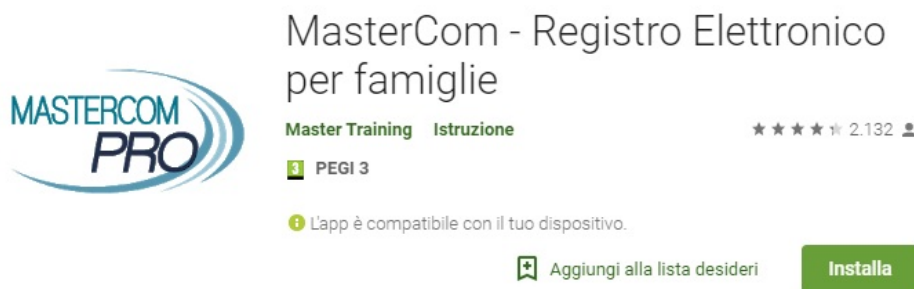 MASTERCOM
PRO
MasterCom - Registro Elettronico
per famiglie
Master Training Istruzione
2.132
3 PEGI 3
L'app è compatibile con il tuo dispositivo.
Aggiungi alla lista desideri
Installa